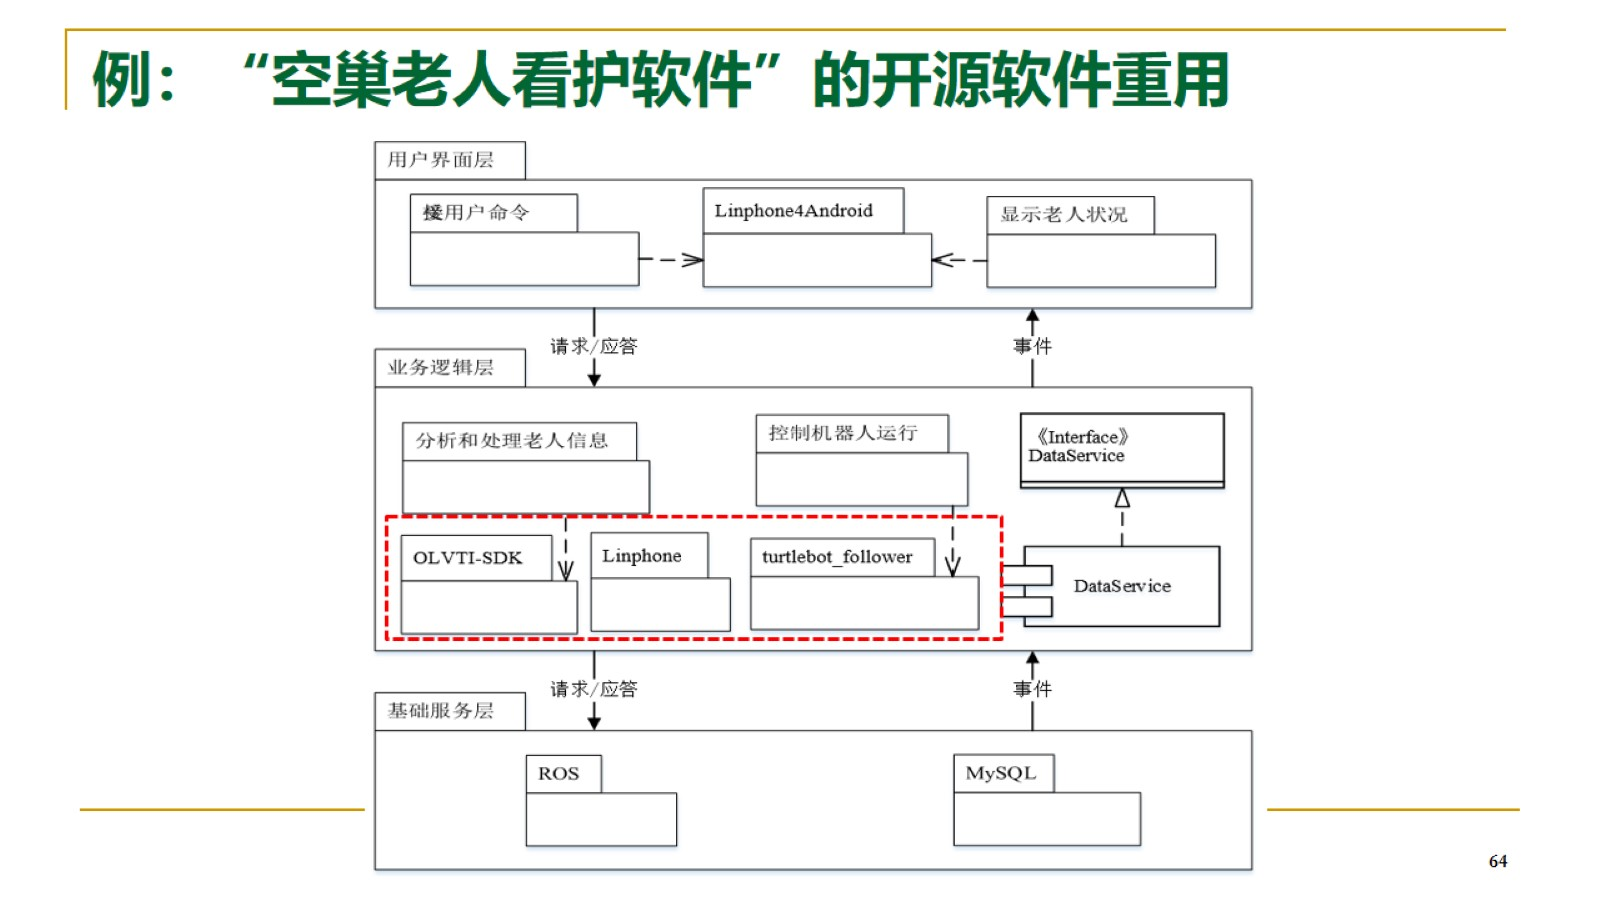 例：“空巢老人看护软件”的开源软件重用
用户界面层
用户命令
Linphone4Android
显示老人状况
请求/应答
事件
业务逻辑层
分析和处理老人信息
控制机器人运行
《Interface》
DataService
OLVTI-SDK
Linphone
turtlebot_follower
DataService
请求/应答
事件
基础服务层
ROS
MySQL
64